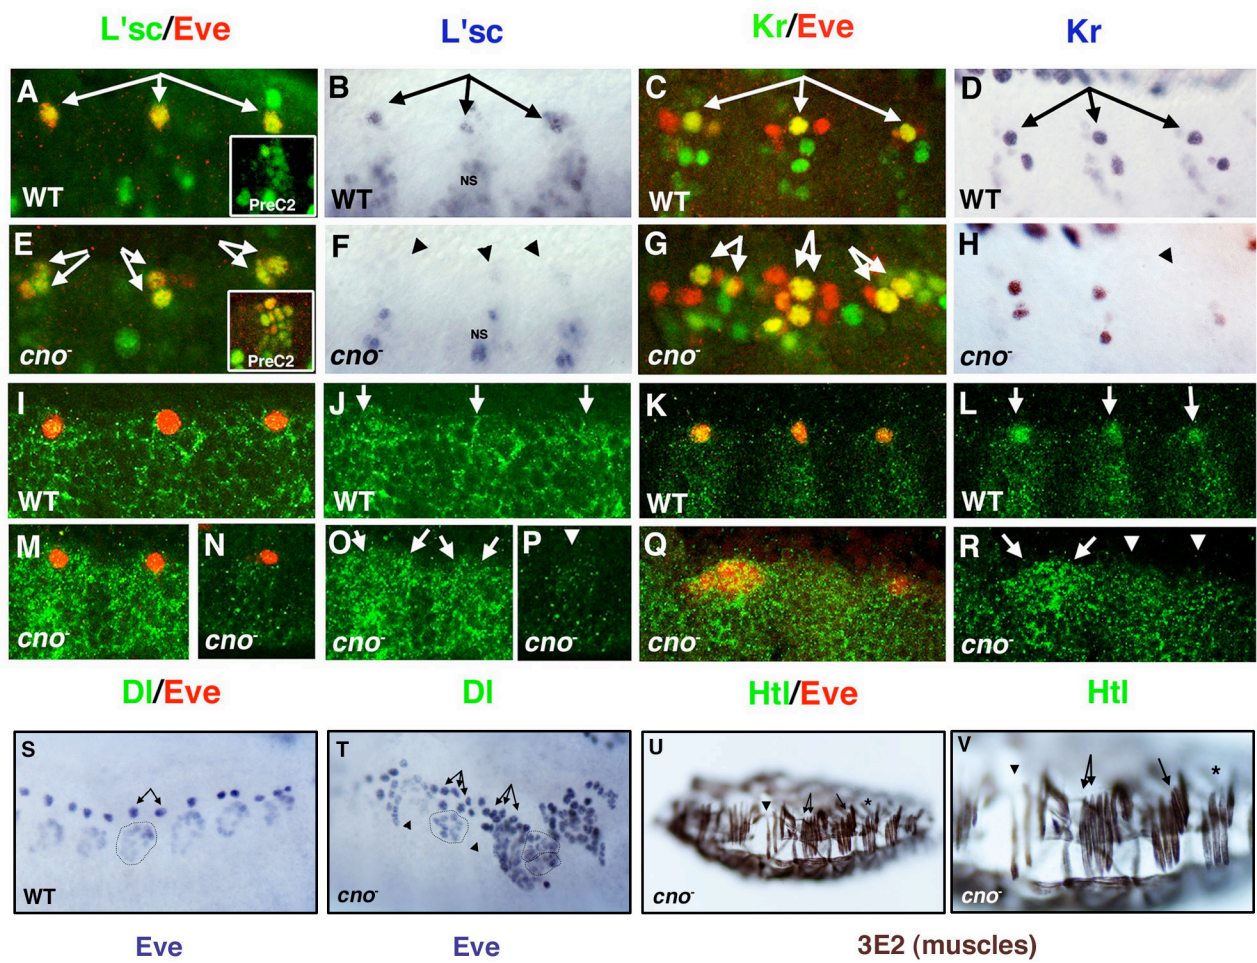 L'sc/Eve L'sc Kr/Eve Kr
A B C D
PreC2 NS
WT WT WT WT
E F G H
PreC2 NS
cno- cno- cno- cno-
I J K L
WT WT WT WT
M N O P Q R
cno- cno- cno- cno- cno- cno-
Dl/Eve Dl Htl/Eve Htl
S T U V
* *
WT cno- cno- cno-
Eve Eve 3E2 (muscles)